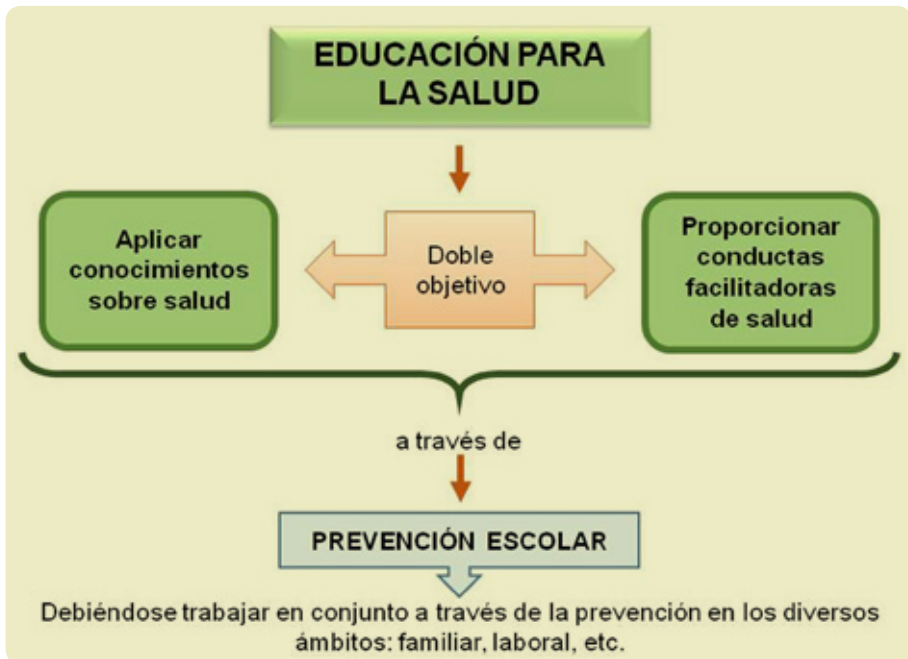 EDUCACIÓN PARA
LA SALUD
Aplicar
conocimientos
sobre salud
Doble
objetivo
Proporcionar
conductas
facilitadoras
de salud
a través de
PREVENCIÓN ESCOLAR
Debiéndose trabajar en conjunto a través de la prevención en los diversos
ámbitos: familiar, laboral, etc.